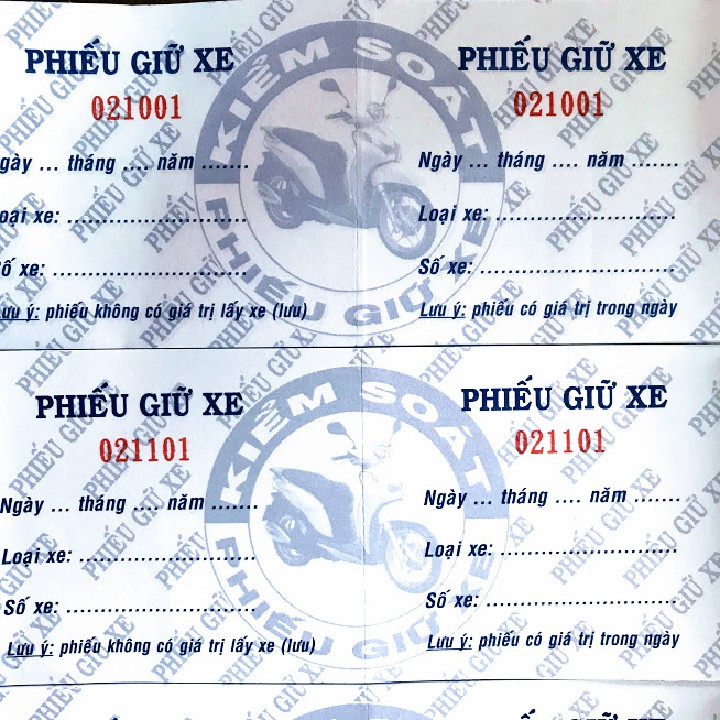 PHIẾU GIỮ XE
021001
gày ... tháng .... năm .......
oại xe: ..............................
ố xe: ................................
ưu ý: phiếu không có giá trị lấy xe (lưu)
PHIẾU GIỮ XE
021001
Ngày ... tháng .... năm .......
Loại xe: ..............................
Số xe: ................................
Lưu ý: phiếu có giá trị trong ngày
KIỂM SOÁT
PHIẾU GIỮ XE
PHIẾU GIỮ XE
021101
Ngày ... tháng .... năm .......
Loại xe: ..............................
Số xe: ................................
Lưu ý: phiếu không có giá trị lấy xe (lưu)
PHIẾU GIỮ XE
021101
Ngày ... tháng .... năm .......
Loại xe: ..............................
Số xe: ................................
Lưu ý: phiếu có giá trị trong ngày
KIỂM SOÁT
PHIẾU GIỮ XE